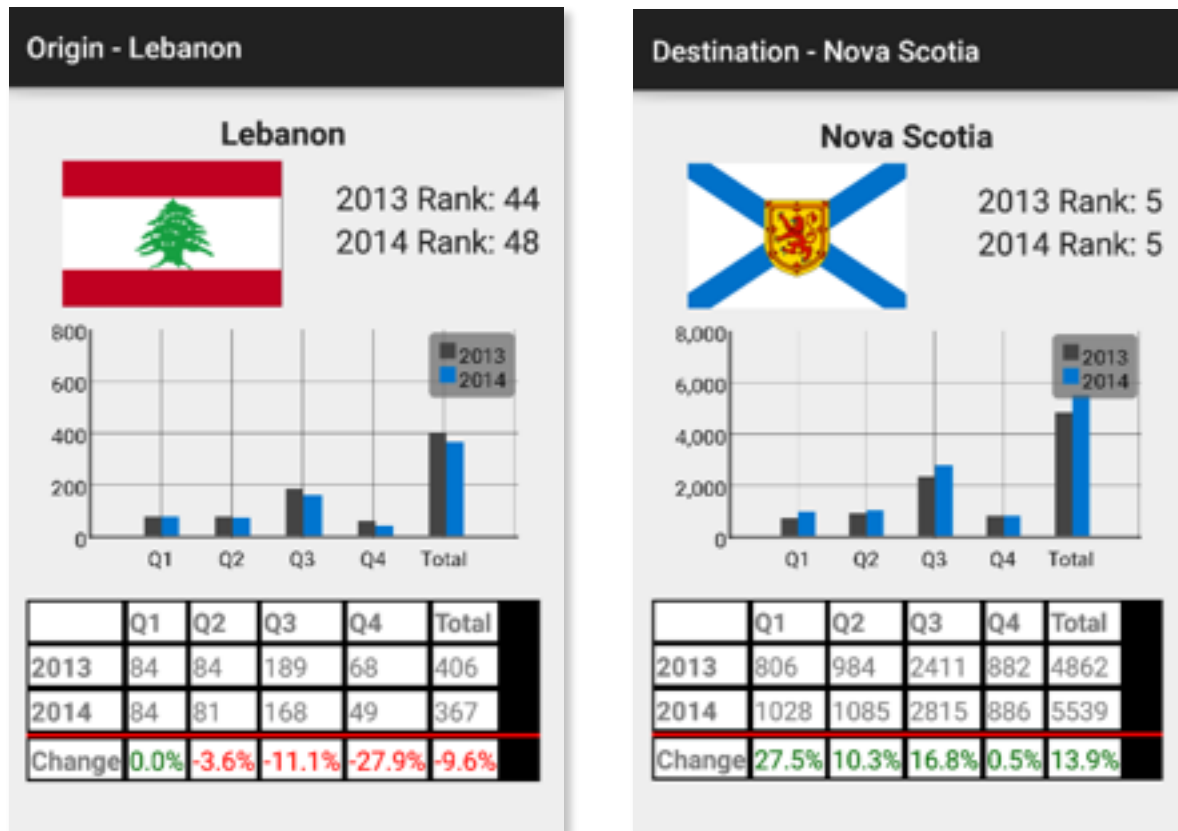 Origin - Lebanon
Lebanon
2013 Rank: 44
2014 Rank: 48
800
600
400
200
0
2013
2014
Q1 Q2 Q3 Q4 Total
Q1 Q2 Q3 Q4 Total
2013 84 84 189 68 406
2014 84 81 168 49 367
Change 0.0% -3.6% -11.1% -27.9% -9.6%
Destination - Nova Scotia
Nova Scotia
2013 Rank: 5
2014 Rank: 5
8,000
6,000
4,000
2,000
0
2013
2014
Q1 Q2 Q3 Q4 Total
Q1 Q2 Q3 Q4 Total
2013 806 984 2411 882 4862
2014 1028 1085 2815 886 5539
Change 27.5% 10.3% 16.8% 0.5% 13.9%